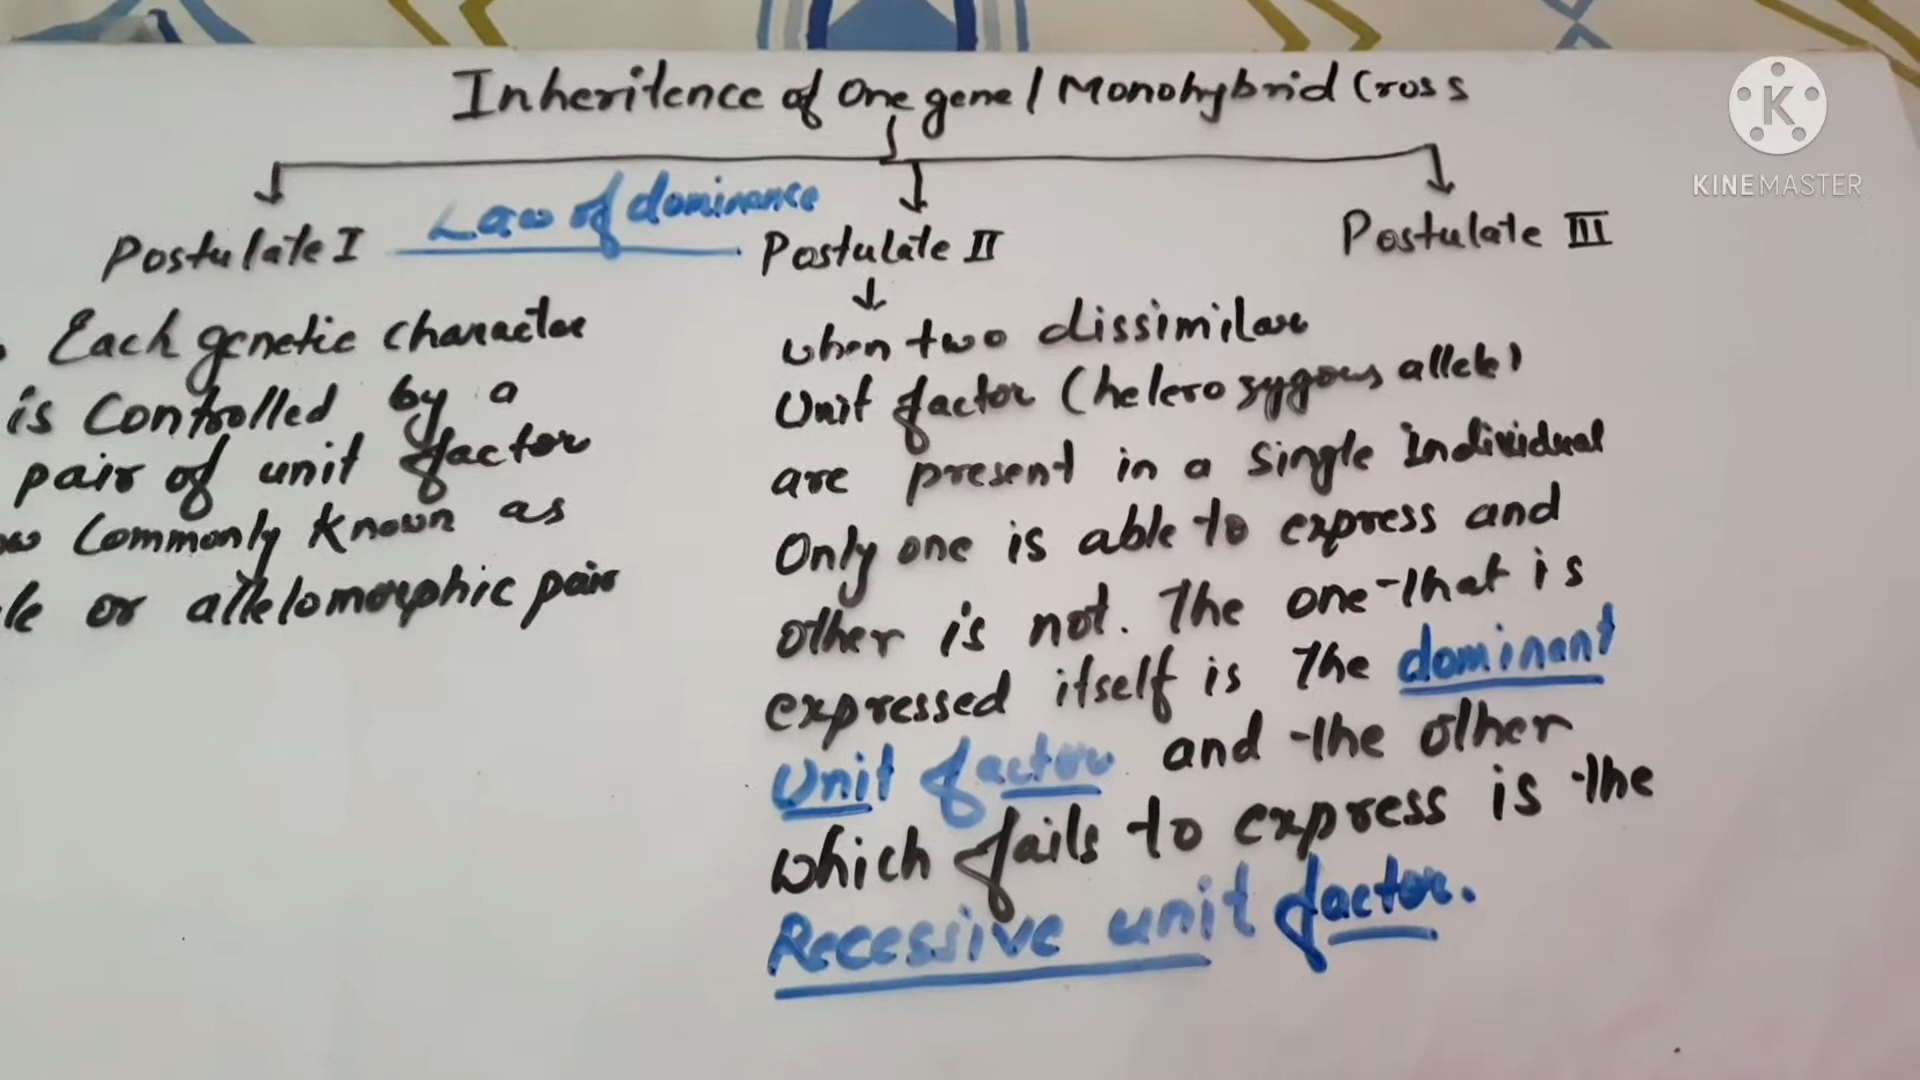 Inheritence of One gene / Monohybrid Cross
K
KINEMASTER
Postulate I
Law of dominance
Postulate II
Postulate III
Each genetic character
is Controlled by a
pair of unit factor
Commonly Known as
or allelomorphic pair
when two dissimilar
Unit factor (heterozygous allele)
are present in a single individual
Only one is able to express and
other is not. The one that is
expressed itself is the dominant
Unit factor and the other
which fails to express is the
Recessive unit factor.